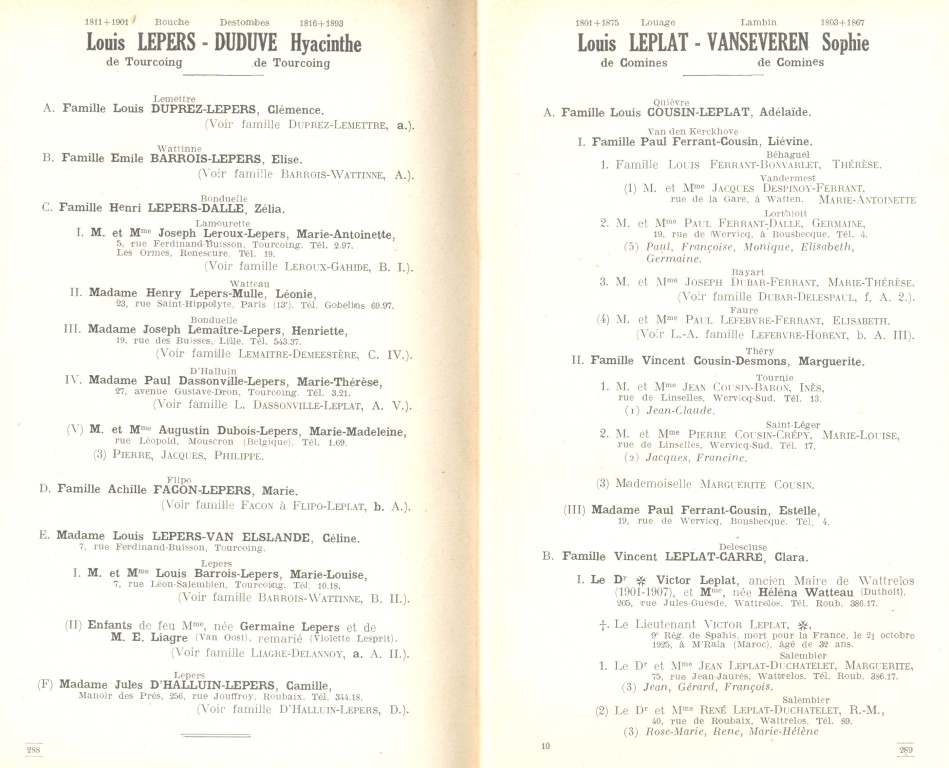 1811+1901 Bouche Destombes 1816+1893
Louis LEPERS - DUDUVE Hyacinthe
de Tourcoing de Tourcoing
Lemettre
A. Famille Louis DUPREZ-LEPERS, Clémence.
(Voir famille DUPREZ-LEMETTRE, a.).
Wattinne
B. Famille Emile BARROIS-LEPERS, Elise.
(Voir famille BARROIS-WATTINNE, A.).
Bonduelle
C. Famille Henri LEPERS-DALLE, Zélia.
Lamourette
I. M. et Mme Joseph Leroux-Lepers, Marie-Antoinette,
5, rue Ferdinand-Buisson, Tourcoing. Tél. 2.97.
Les Ormes, Renescure. Tél. 19.
(Voir famille LEROUX-GAHIDE, B. I.).
Watteau
II. Madame Henry Lepers-Mulle, Léonie,
23, rue Saint-Hippolyte, Paris (13e). Tél. Gobelins 69.97.
Bonduelle
III. Madame Joseph Lemaître-Lepers, Henriette,
19, rue des Buisses, Lille. Tél. 543.37.
(Voir famille LEMAITRE-DEMEESTÈRE, C. IV.).
D'Halluin
IV. Madame Paul Dassonville-Lepers, Marie-Thérèse,
27, avenue Gustave-Dron, Tourcoing. Tél. 3.21.
(Voir famille L. DASSONVILLE-LEPLAT, A. V.).
(V) M. et Mme Augustin Dubois-Lepers, Marie-Madeleine,
rue Léopold, Mouscron (Belgique). Tél. 1.69.
(3) PIERRE, JACQUES, PHILIPPE.
Flipo
D. Famille Achille FACON-LEPERS, Marie.
(Voir famille FACON à FLIPO-LEPLAT, b. A.).
E. Madame Louis LEPERS-VAN ELSLANDE, Céline.
7, rue Ferdinand-Buisson, Tourcoing.
Lepers
I. M. et Mme Louis Barrois-Lepers, Marie-Louise,
7, rue Léon-Salembien, Tourcoing. Tél. 10.18.
(Voir famille BARROIS-WATTINNE, B. II.).
(II) Enfants de feu Mme, née Germaine Lepers et de
M. E. Liagre (Van Oost), remarié (Violette Lesprit).
(Voir famille LIAGRE-DELANNOY, a. A. II.).
Lepers
(F) Madame Jules D'HALLUIN-LEPERS, Camille,
Manoir des Prés, 256, rue Jouffroy, Roubaix. Tél. 344.18.
(Voir famille D'HALLUIN-LEPERS, D.).
288
1801+1875 Louage Lambin 1803+1867
Louis LEPLAT - VANSEVEREN Sophie
de Comines de Comines
Quièvre
A. Famille Louis COUSIN-LEPLAT, Adélaïde.
Van den Kerckhove
I. Famille Paul Ferrant-Cousin, Liévine.
Béhaguel
1. Famille LOUIS FERRANT-BONVARLET, THÉRÈSE.
Vandermest
(1) M. et Mme JACQUES DESPINOY-FERRANT,
rue de la Gare, à Watten. MARIE-ANTOINETTE
Lorthioit
2. M. et Mme PAUL FERRANT-DALLE, GERMAINE,
19, rue de Wervicq, à Bousbecque. Tél. 4.
(5) Paul, Françoise, Monique, Elisabeth,
Germaine.
Bayart
3. M. et Mme JOSEPH DUBAR-FERRANT, MARIE-THÉRÈSE.
(Voir famille DUBAR-DELESPAUL, f, A. 2.).
Faure
(4) M. et Mme PAUL LEFEBVRE-FERRANT, ELISABETH.
(Voir L.-A. famille LEFEBVRE-HORENT, b. A. III).
Théry
II. Famille Vincent Cousin-Desmons, Marguerite.
Tournie
1. M. et Mme JEAN COUSIN-BARON, INÈS,
rue de Linselles, Wervicq-Sud. Tél. 13.
(1) Jean-Claude.
Saint-Léger
2. M. et Mme PIERRE COUSIN-CRÉPY, MARIE-LOUISE,
rue de Linselles, Wervicq-Sud. Tél. 17.
(2) Jacques, Francine.
(3) Mademoiselle MARGUERITE COUSIN.
(III) Madame Paul Ferrant-Cousin, Estelle,
19, rue de Wervicq, Bousbecque. Tél. 4.
Delescluse
B. Famille Vincent LEPLAT-CARRÉ, Clara.
I. Le Dr ✻ Victor Leplat, ancien Maire de Wattrelos
(1901-1907), et Mme, née Héléna Watteau (Duthoit).
205, rue Jules-Guesde, Wattrelos. Tél. Roub. 386.17.
†. Le Lieutenant VICTOR LEPLAT, ✻,
9e Rég. de Spahis, mort pour la France, le 21 octobre
1925, à M'Rala (Maroc), âgé de 32 ans.
Salembier
1. Le Dr et Mme JEAN LEPLAT-DUCHATELET, MARGUERITE,
75, rue Jean-Jaurès, Wattrelos. Tél. Roub. 386.17.
(3) Jean, Gérard, François.
Salembier
(2) Le Dr et Mme RENÉ LEPLAT-DUCHATELET, R.-M.,
40, rue de Roubaix, Wattrelos. Tél. 89.
(3) Rose-Marie, René, Marie-Hélène
10
289